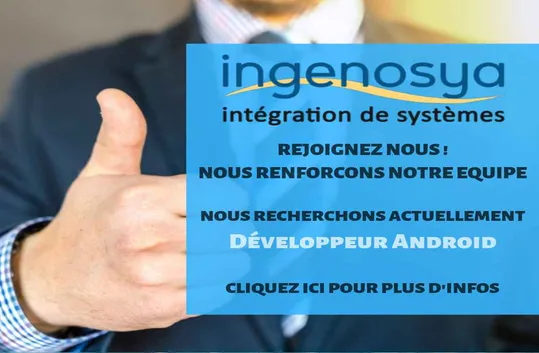 ingenosya
intégration de systèmes
REJOIGNEZ NOUS !
NOUS RENFORCONS NOTRE EQUIPE
NOUS RECHERCHONS ACTUELLEMENT
DÉVELOPPEUR ANDROID
CLIQUEZ ICI POUR PLUS D'INFOS